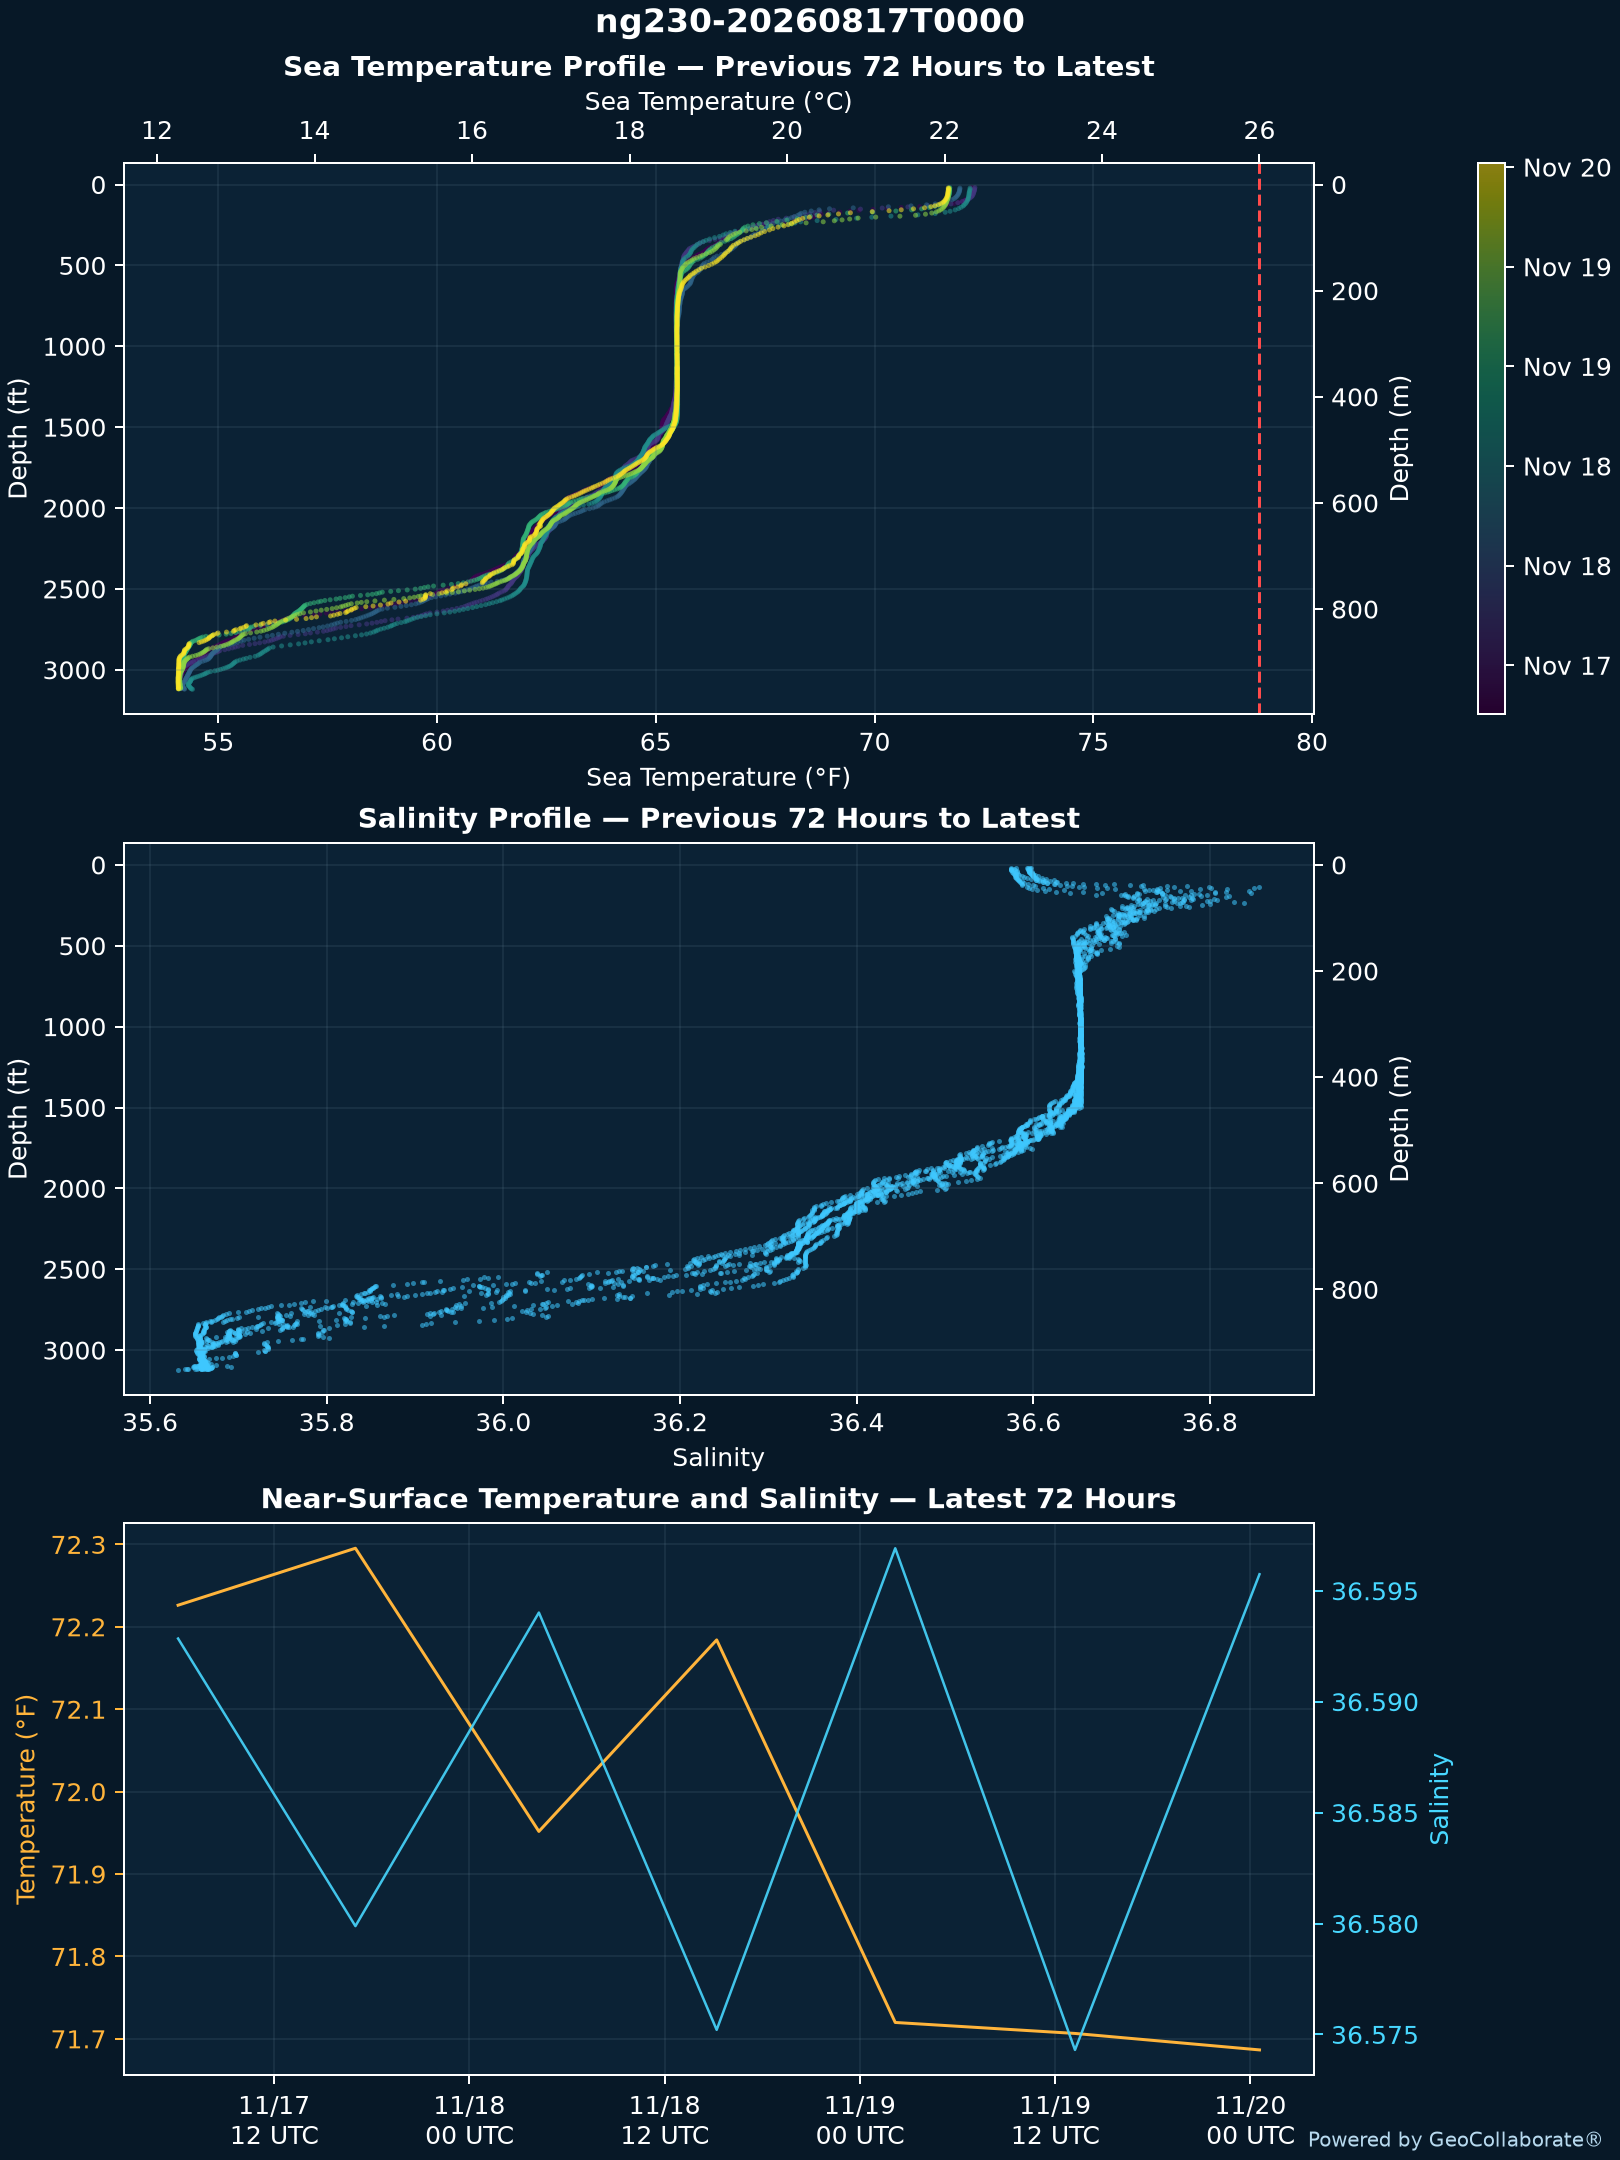 ng230-20260817T0000
Sea Temperature Profile — Previous 72 Hours to Latest
Sea Temperature (°C)
12 14 16 18 20 22 24 26
0
500
1000
1500
2000
2500
3000
Depth (ft)
0
200
400
600
800
Depth (m)
Nov 20
Nov 19
Nov 19
Nov 18
Nov 18
Nov 17
55 60 65 70 75 80
Sea Temperature (°F)
Salinity Profile — Previous 72 Hours to Latest
0
500
1000
1500
2000
2500
3000
Depth (ft)
0
200
400
600
800
Depth (m)
35.6 35.8 36.0 36.2 36.4 36.6 36.8
Salinity
Near-Surface Temperature and Salinity — Latest 72 Hours
72.3
72.2
72.1
72.0
71.9
71.8
71.7
Temperature (°F)
36.595
36.590
36.585
36.580
36.575
Salinity
11/17 11/18 11/18 11/19 11/19 11/20
12 UTC 00 UTC 12 UTC 00 UTC 12 UTC 00 UTC
Powered by GeoCollaborate®